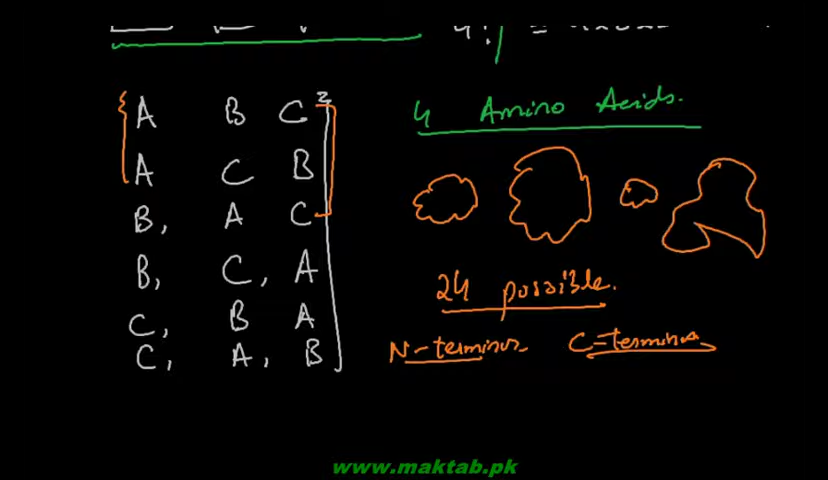 A B C
A C B
B, A C
B, C, A
C, B A
C, A, B
4 Amino Acids.
24 possible.
N-terminus. C-terminus
www.maktab.pk